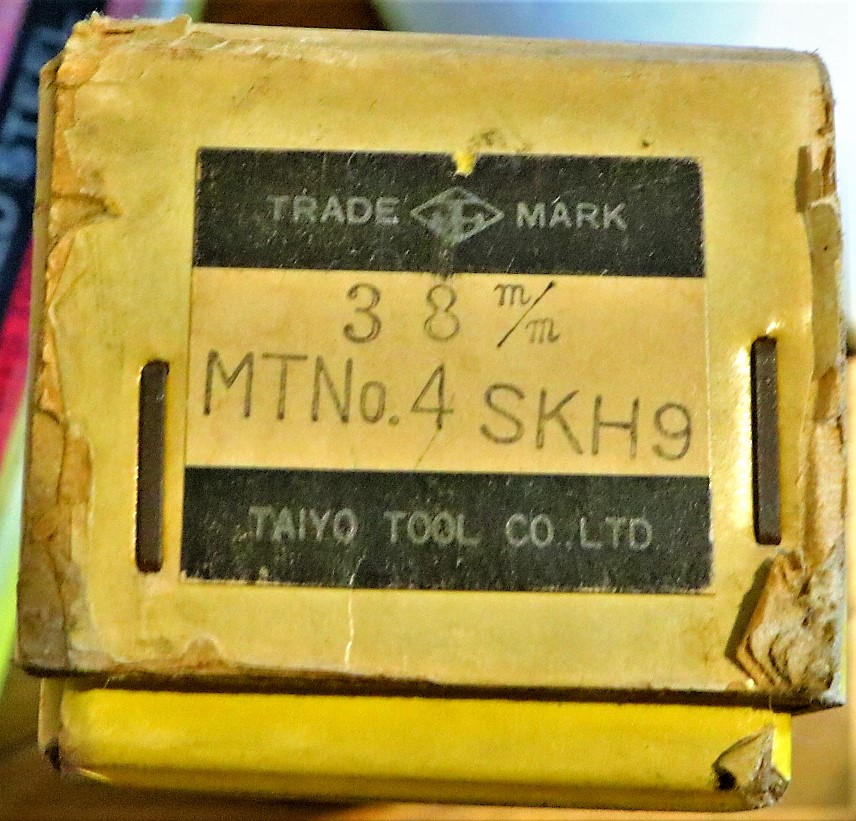 TRADE MARK
38 m/m
MTNo.4 SKH9
TAIYO TOOL CO.,LTD